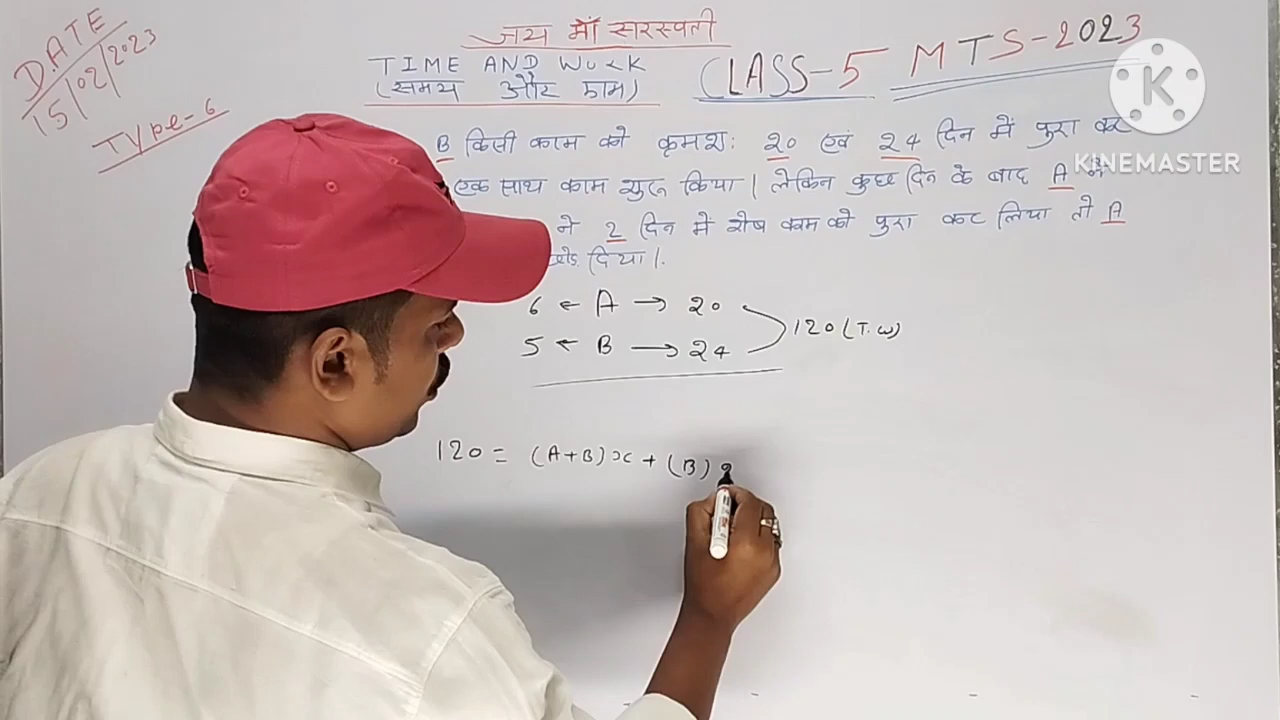 जय माँ सरस्वती
DATE
15/02/2023
TIME AND WORK
(समय और काम)
CLASS-5 MTS-2023
Type-6
K
KINEMASTER
B किसी काम को क्रमशः 20 एवं 24 दिन में पुरा कर
एक साथ काम शुरू किया। लेकिन कुछ दिन के बाद A ने
ने 2 दिन में शेष काम को पुरा कर लिया तो A
छोड़ दिया।
6 ← A → 20
5 ← B → 24
120 (T.W)
120 = (A+B)x + (B)